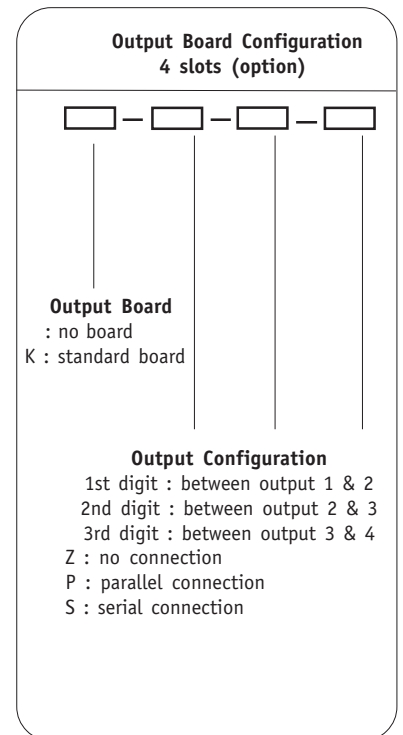 Output Board Configuration
4 slots (option)
Output Board
: no board
K : standard board
Output Configuration
1st digit : between output 1 & 2
2nd digit : between output 2 & 3
3rd digit : between output 3 & 4
Z : no connection
P : parallel connection
S : serial connection